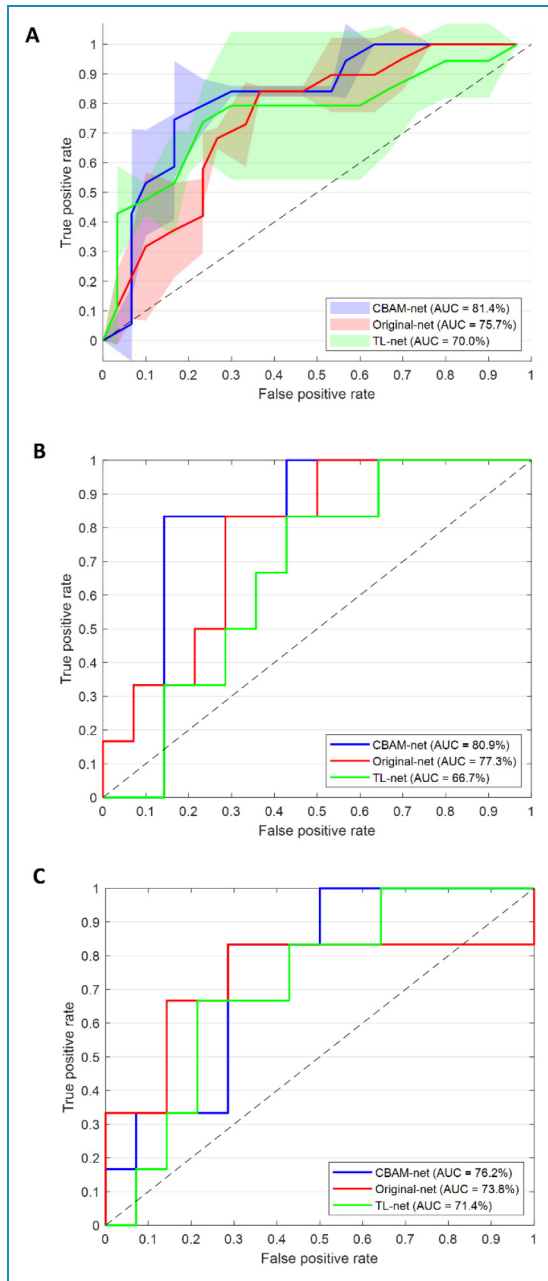 A
1
0.9
0.8
0.7
0.6
0.5
0.4
0.3
0.2
0.1
0
True positive rate
CBAM-net (AUC = 81.4%)
Original-net (AUC = 75.7%)
TL-net (AUC = 70.0%)
0 0.1 0.2 0.3 0.4 0.5 0.6 0.7 0.8 0.9 1
False positive rate
B
1
0.9
0.8
0.7
0.6
0.5
0.4
0.3
0.2
0.1
0
True positive rate
CBAM-net (AUC = 80.9%)
Original-net (AUC = 77.3%)
TL-net (AUC = 66.7%)
0 0.1 0.2 0.3 0.4 0.5 0.6 0.7 0.8 0.9 1
False positive rate
C
1
0.9
0.8
0.7
0.6
0.5
0.4
0.3
0.2
0.1
0
True positive rate
CBAM-net (AUC = 76.2%)
Original-net (AUC = 73.8%)
TL-net (AUC = 71.4%)
0 0.1 0.2 0.3 0.4 0.5 0.6 0.7 0.8 0.9 1
False positive rate